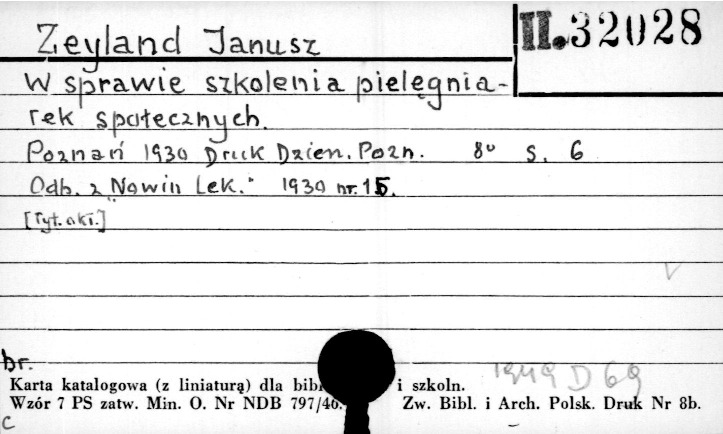 Zeyland Janusz
II.32028
W sprawie szkolenia pielęgnia-
rek społecznych.
Poznań 1930 Druk Dzien. Pozn. 8° s. 6
Odb. z „Nowin Lek." 1930 nr. 15.
[Tyt. okł.]
br.
1949 D 69
Karta katalogowa (z liniaturą) dla i szkoln.
Wzór 7 PS zatw. Min. O. Nr NDB 797/46. Zw. Bibl. i Arch. Polsk. Druk Nr 8b.
c